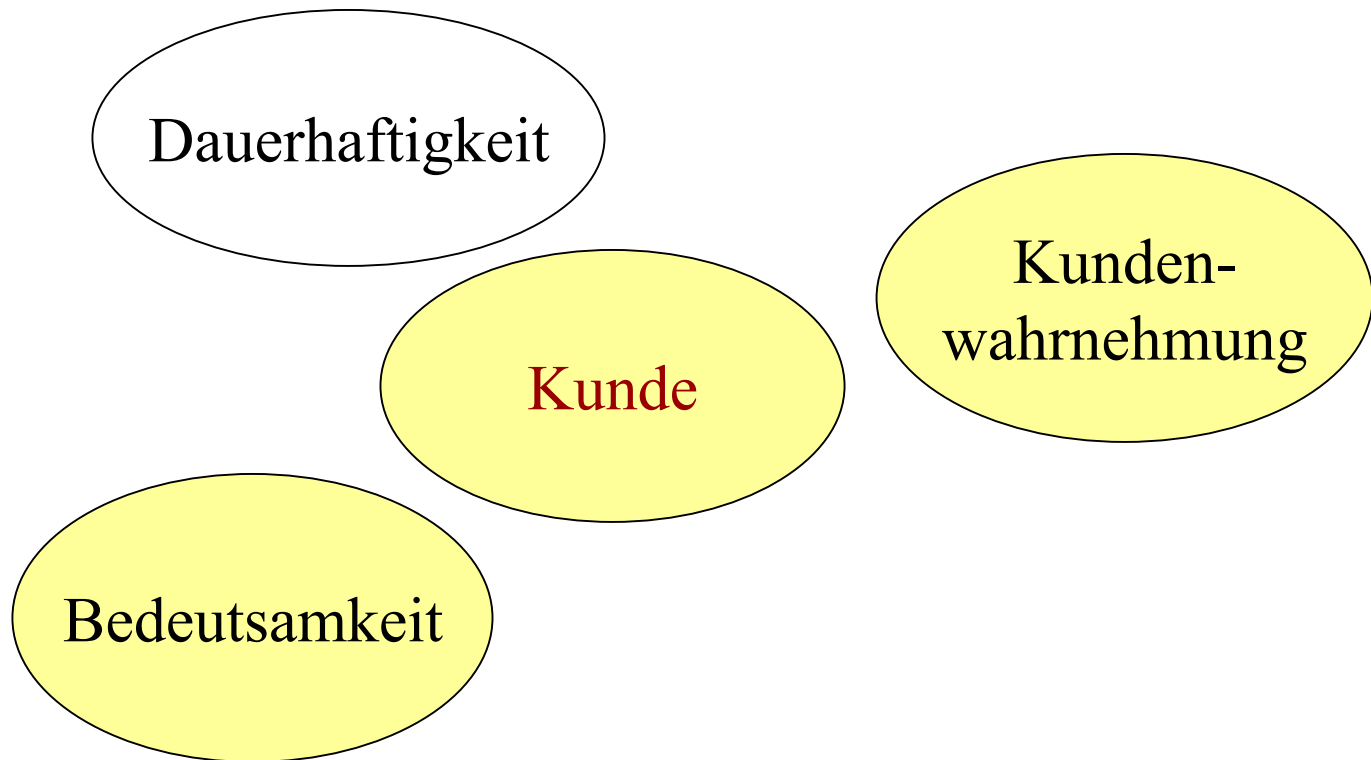 Dauerhaftigkeit
Kunden-
wahrnehmung
Kunde
Bedeutsamkeit